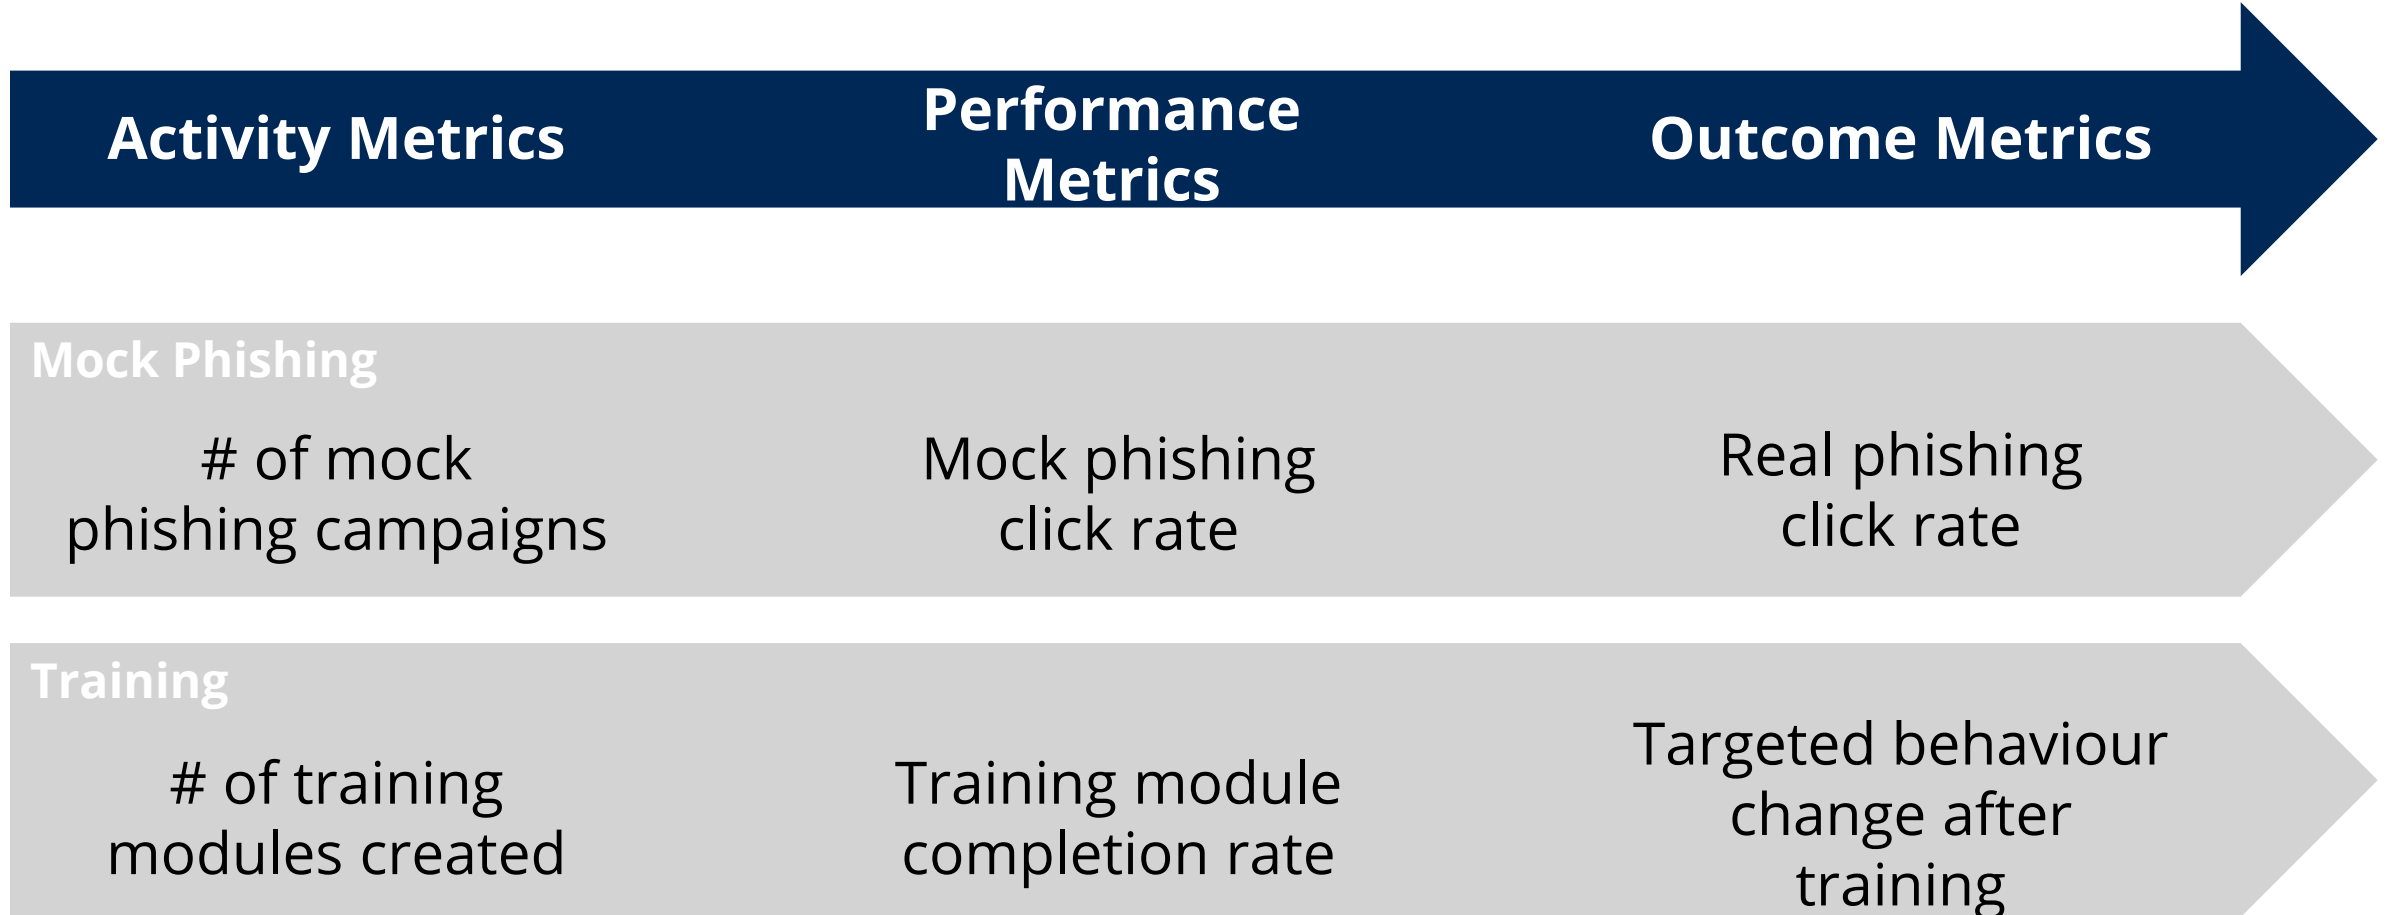 Activity Metrics
Performance
Metrics
Outcome Metrics
Mock Phishing
# of mock
phishing campaigns
Mock phishing
click rate
Real phishing
click rate
Training
# of training
modules created
Training module
completion rate
Targeted behaviour
change after
training